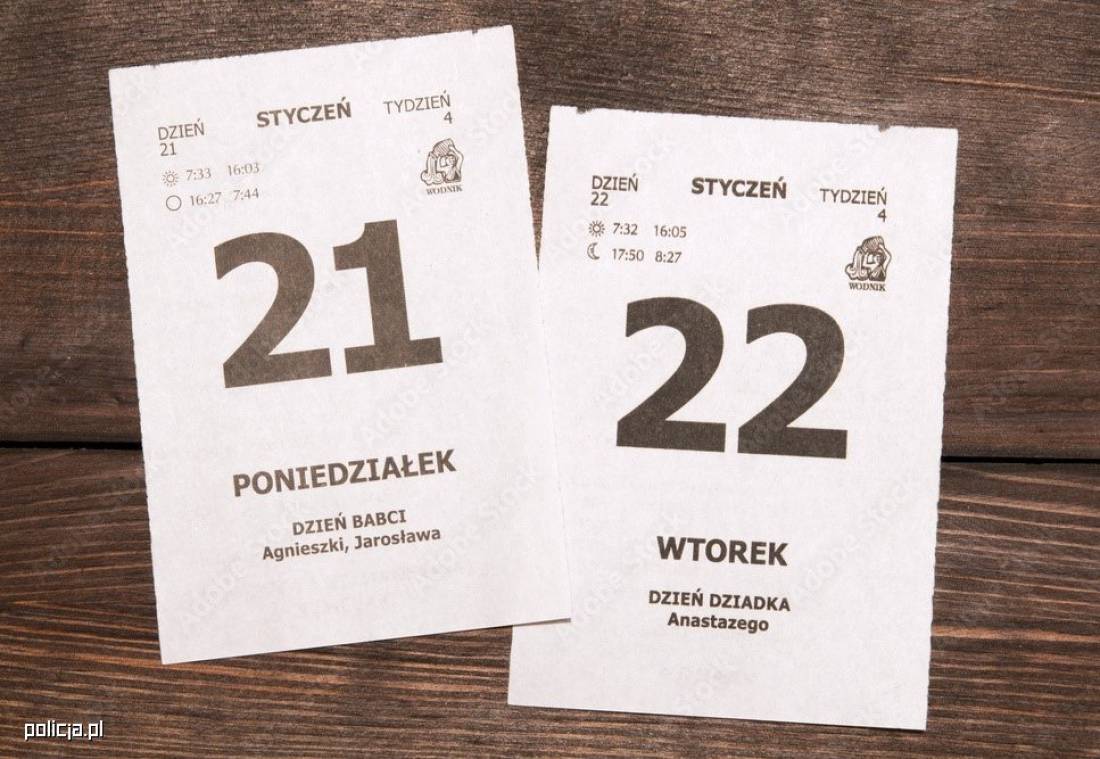 DZIEŃ STYCZEŃ TYDZIEŃ
21 4
7:33 16:03
16:27 7:44
WODNIK
21
PONIEDZIAŁEK
DZIEŃ BABCI
Agnieszki, Jarosława
DZIEŃ STYCZEŃ TYDZIEŃ
22 4
7:32 16:05
17:50 8:27
WODNIK
22
WTOREK
DZIEŃ DZIADKA
Anastazego
policja.pl
Adobe Stock